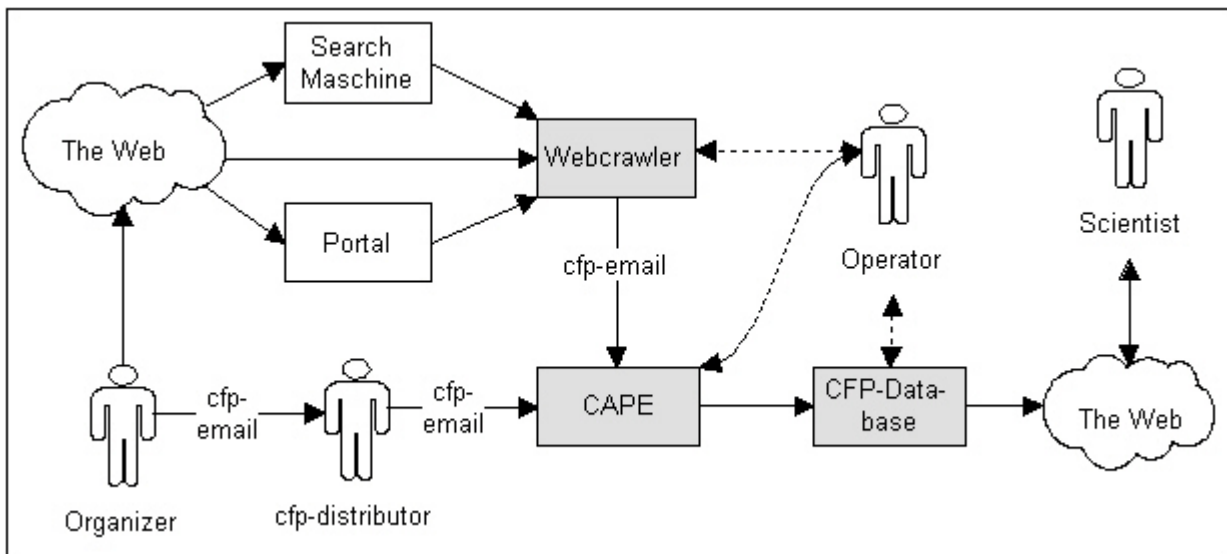 Search
Maschine
The Web
Webcrawler
Portal
Scientist
cfp-email
Operator
cfp-
email
cfp-
email
CAPE
CFP-Data-
base
The Web
Organizer
cfp-distributor